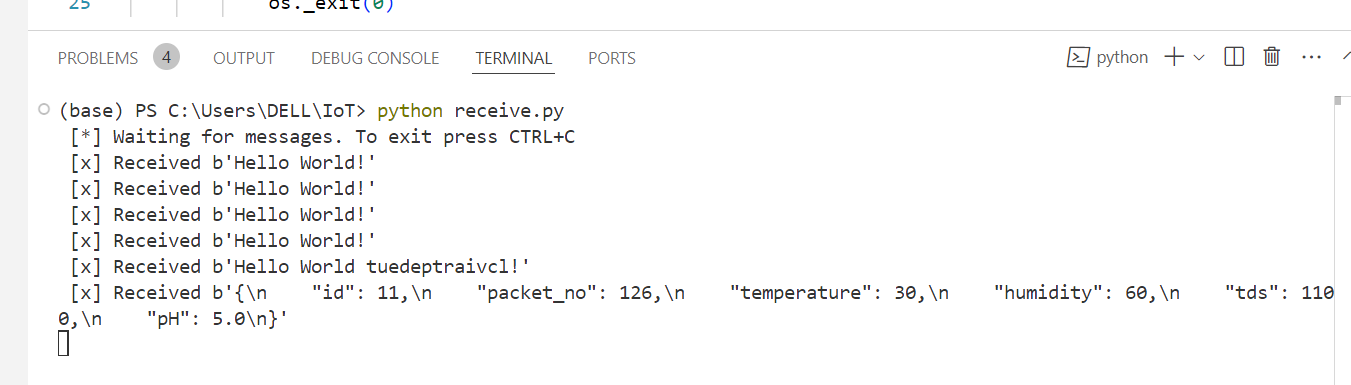 25 os._exit(0)
PROBLEMS 4 OUTPUT DEBUG CONSOLE TERMINAL PORTS python
(base) PS C:\Users\DELL\IoT> python receive.py
[*] Waiting for messages. To exit press CTRL+C
[x] Received b'Hello World!'
[x] Received b'Hello World!'
[x] Received b'Hello World!'
[x] Received b'Hello World!'
[x] Received b'Hello World tuedeptraivcl!'
[x] Received b'{\n    "id": 11,\n    "packet_no": 126,\n    "temperature": 30,\n    "humidity": 60,\n    "tds": 110
0,\n    "pH": 5.0\n}'